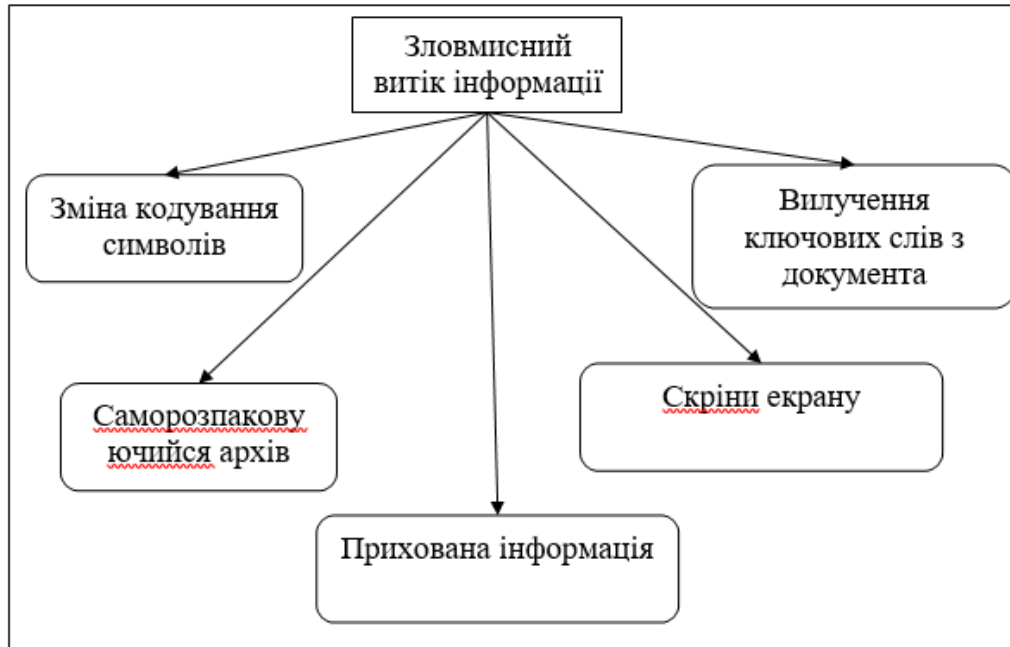 Зловмисний
витік інформації
Зміна кодування
символів
Вилучення
ключових слів з
документа
Саморозпакову
ючийся архів
Скріни екрану
Прихована інформація